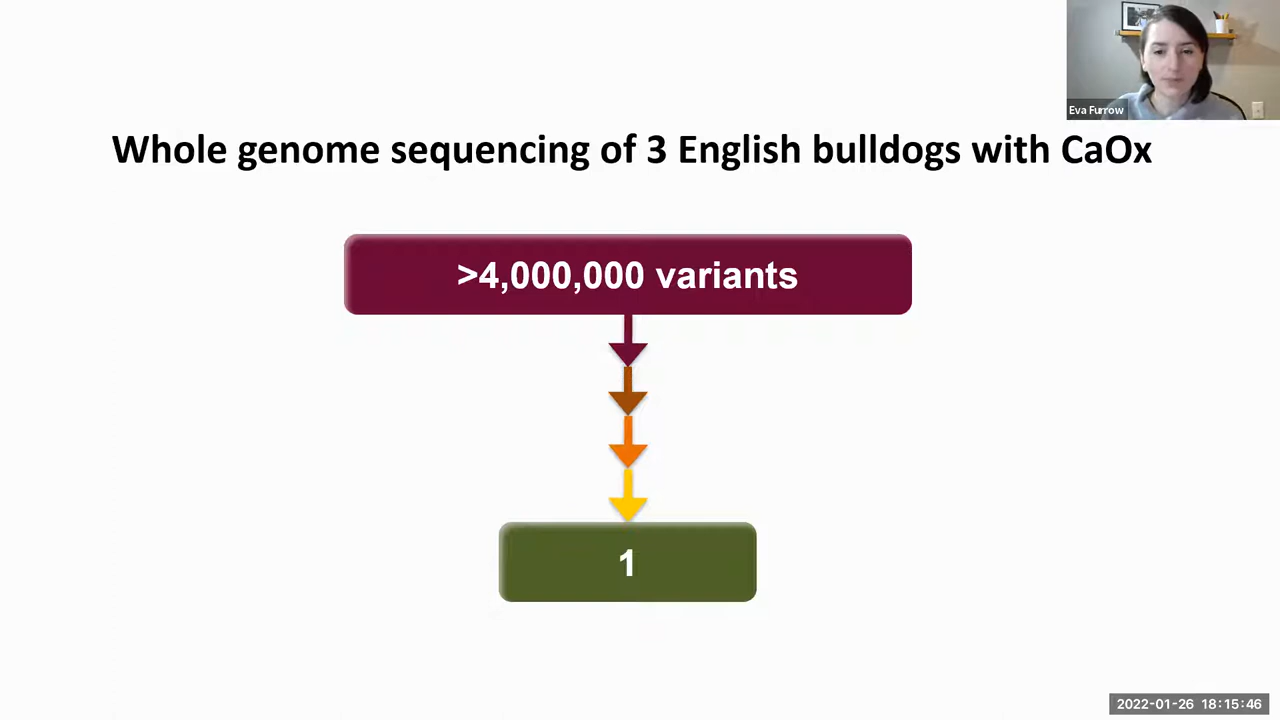 Eva Furrow
Whole genome sequencing of 3 English bulldogs with CaOx
>4,000,000 variants
1
2022-01-26 18:15:46